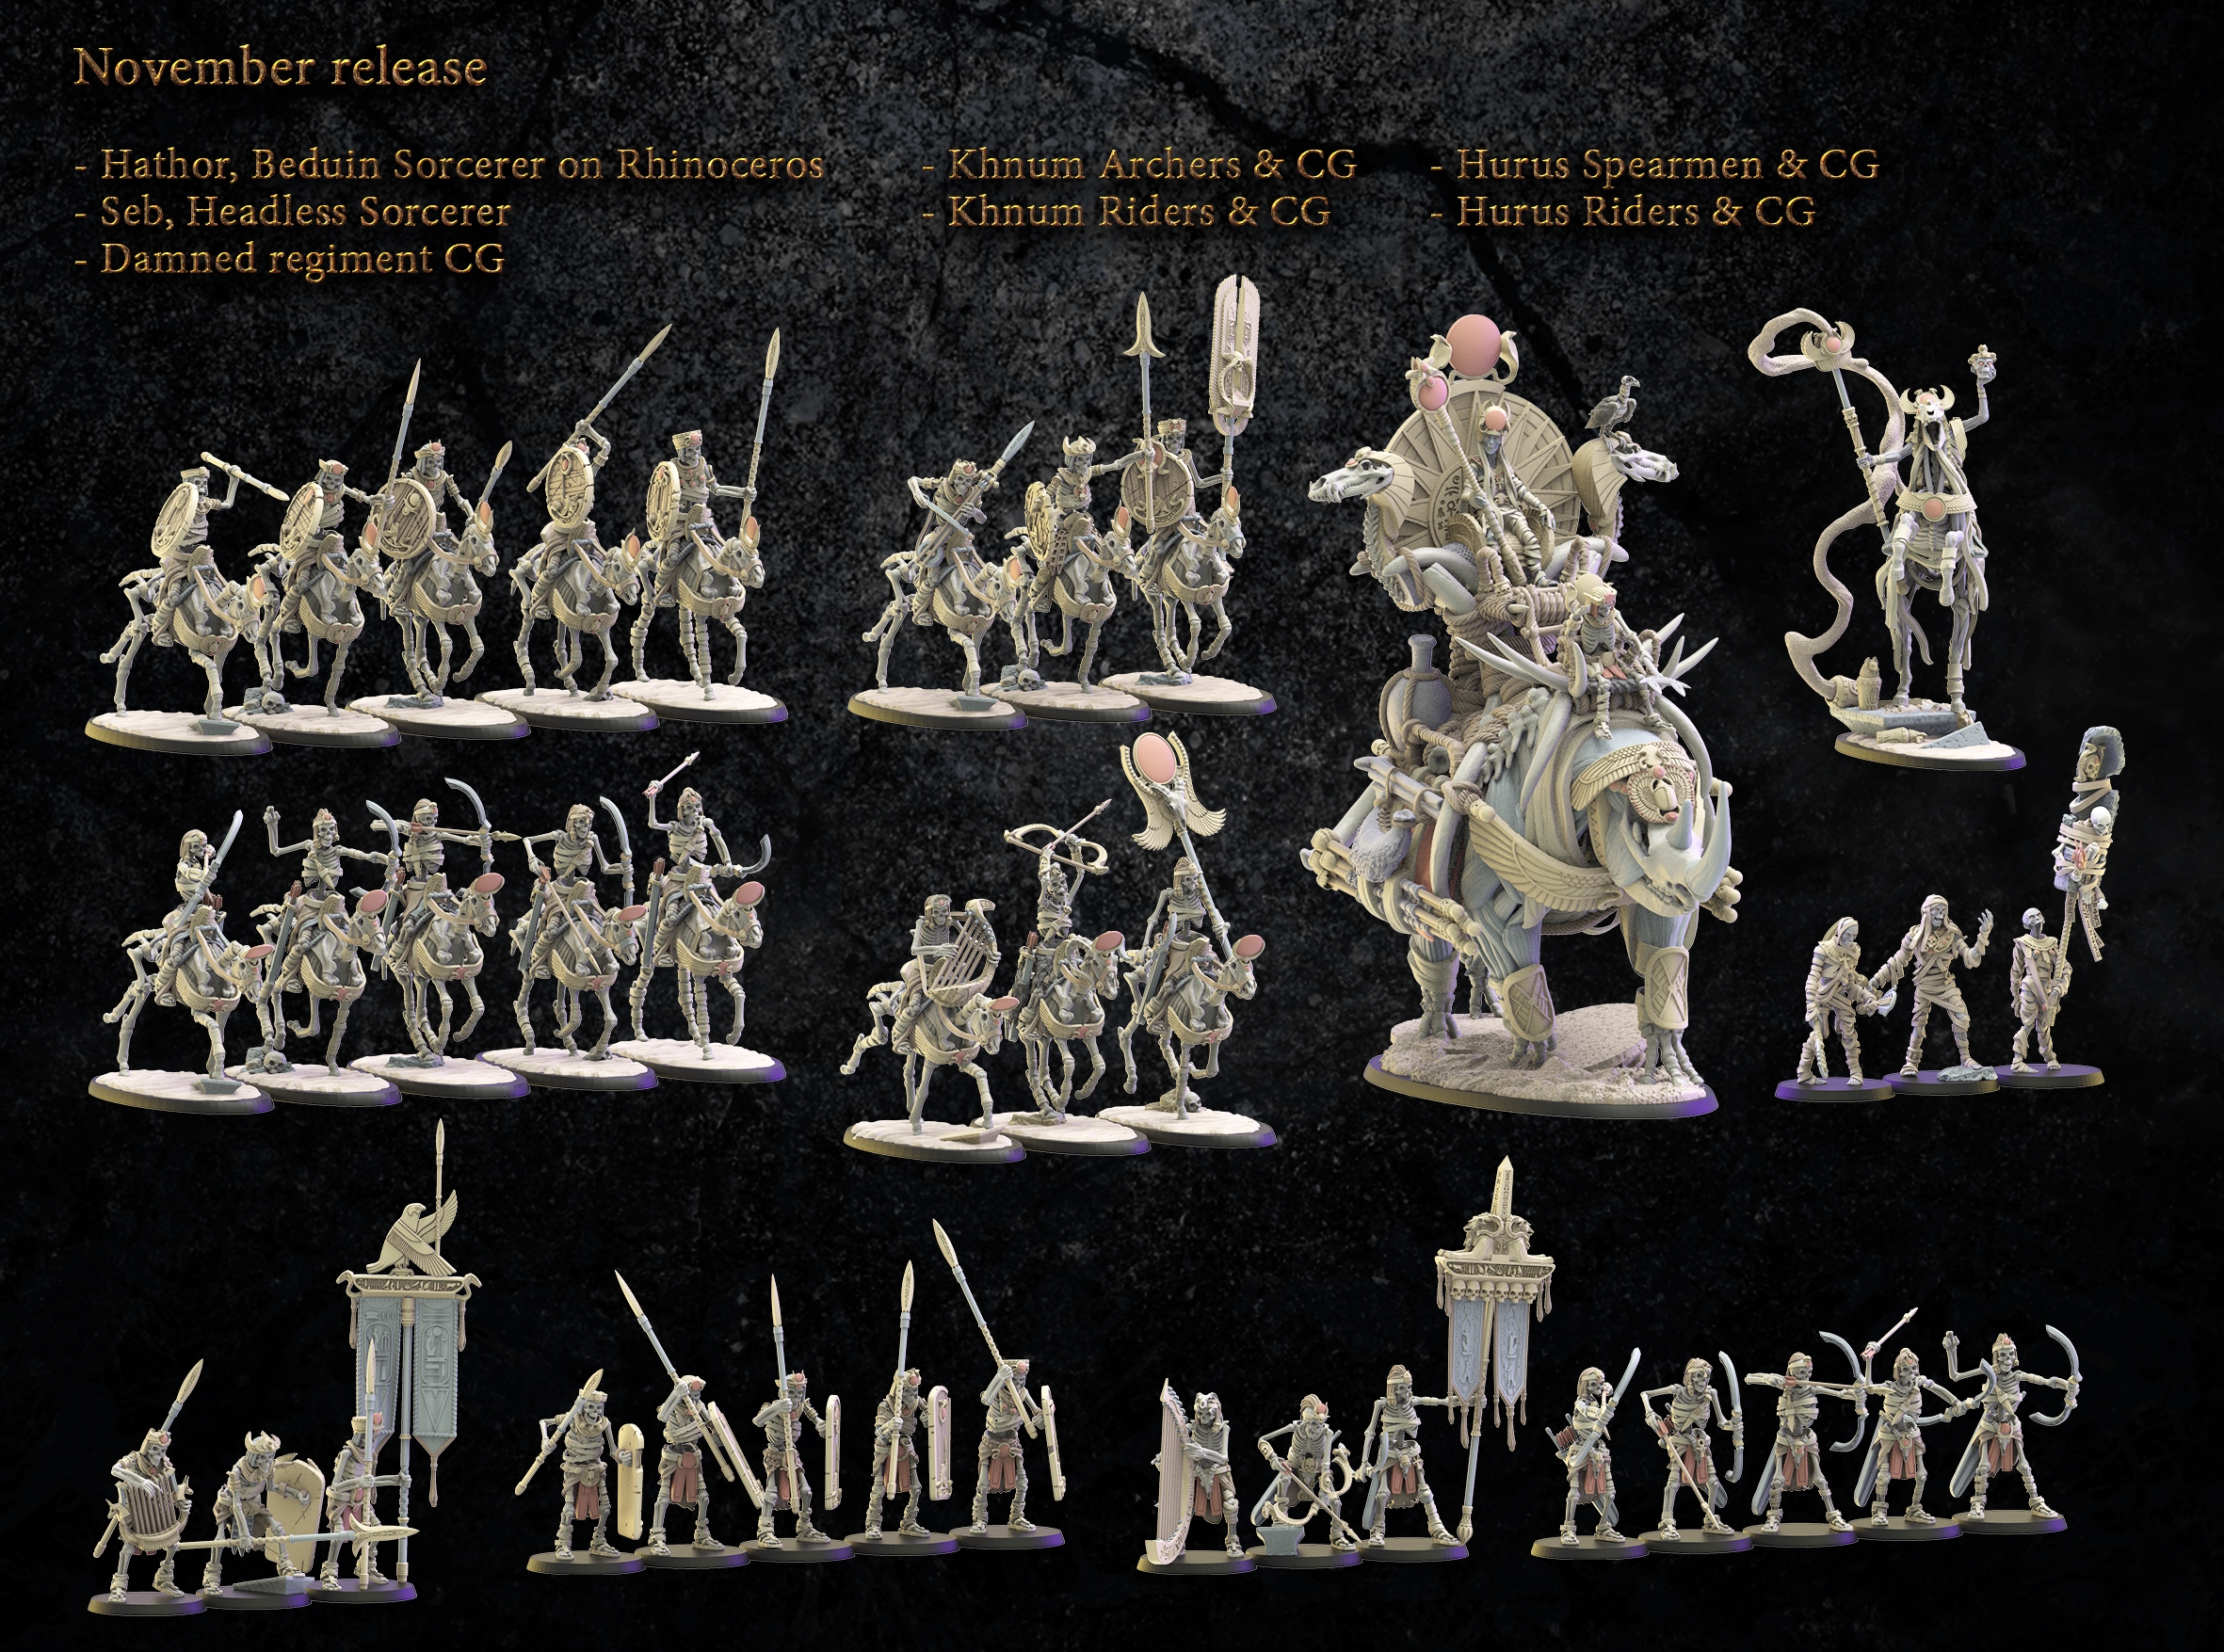 November release
- Hathor, Beduin Sorcerer on Rhinoceros
- Seb, Headless Sorcerer
- Damned regiment CG
- Khnum Archers & CG
- Khnum Riders & CG
- Hurus Spearmen & CG
- Hurus Riders & CG